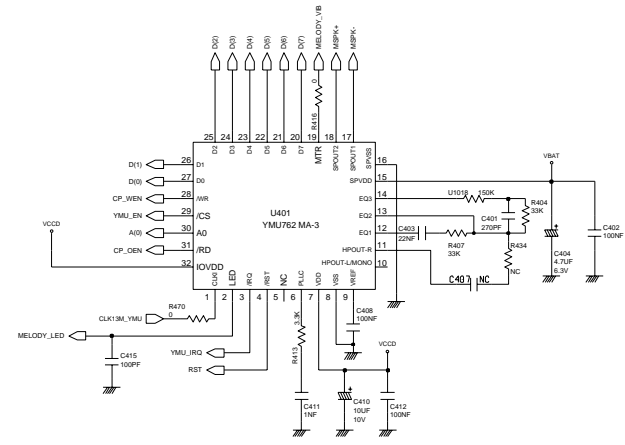 D(2)
D(3)
D(4)
D(5)
D(6)
D(7)
MELODY_VIB
MSPK+
MSPK-
0
R416
25
24
23
22
21
20
19
18
17
D2
D3
D4
D5
D6
D7
MTR
SPOUT2
SPOUT1
SPVSS
16
D(1)
26
D1
SPVDD
15
VBAT
D(0)
27
D0
EQ3
14
U1018
150K
CP_WEN
28
/WR
EQ2
13
C401
270PF
R404
33K
VCCD
YMU_EN
29
/CS
U401
YMU762 MA-3
EQ1
12
C403
22NF
R407
33K
R434
NC
C404
4.7UF
6.3V
C402
100NF
A(0)
30
A0
HPOUT-R
11
CP_OEN
31
/RD
HPOUT-L/MONO
10
C407
NC
32
IOVDD
CLKI
LED
/IRQ
/RST
NC
PLLC
VDD
VSS
VREF
1
2
3
4
5
6
7
8
9
R470
0
CLK13M_YMU
MELODY_LED
C415
100PF
YMU_IRQ
RST
3.3K
R413
C408
100NF
VCCD
C411
1NF
C410
10UF
10V
C412
100NF